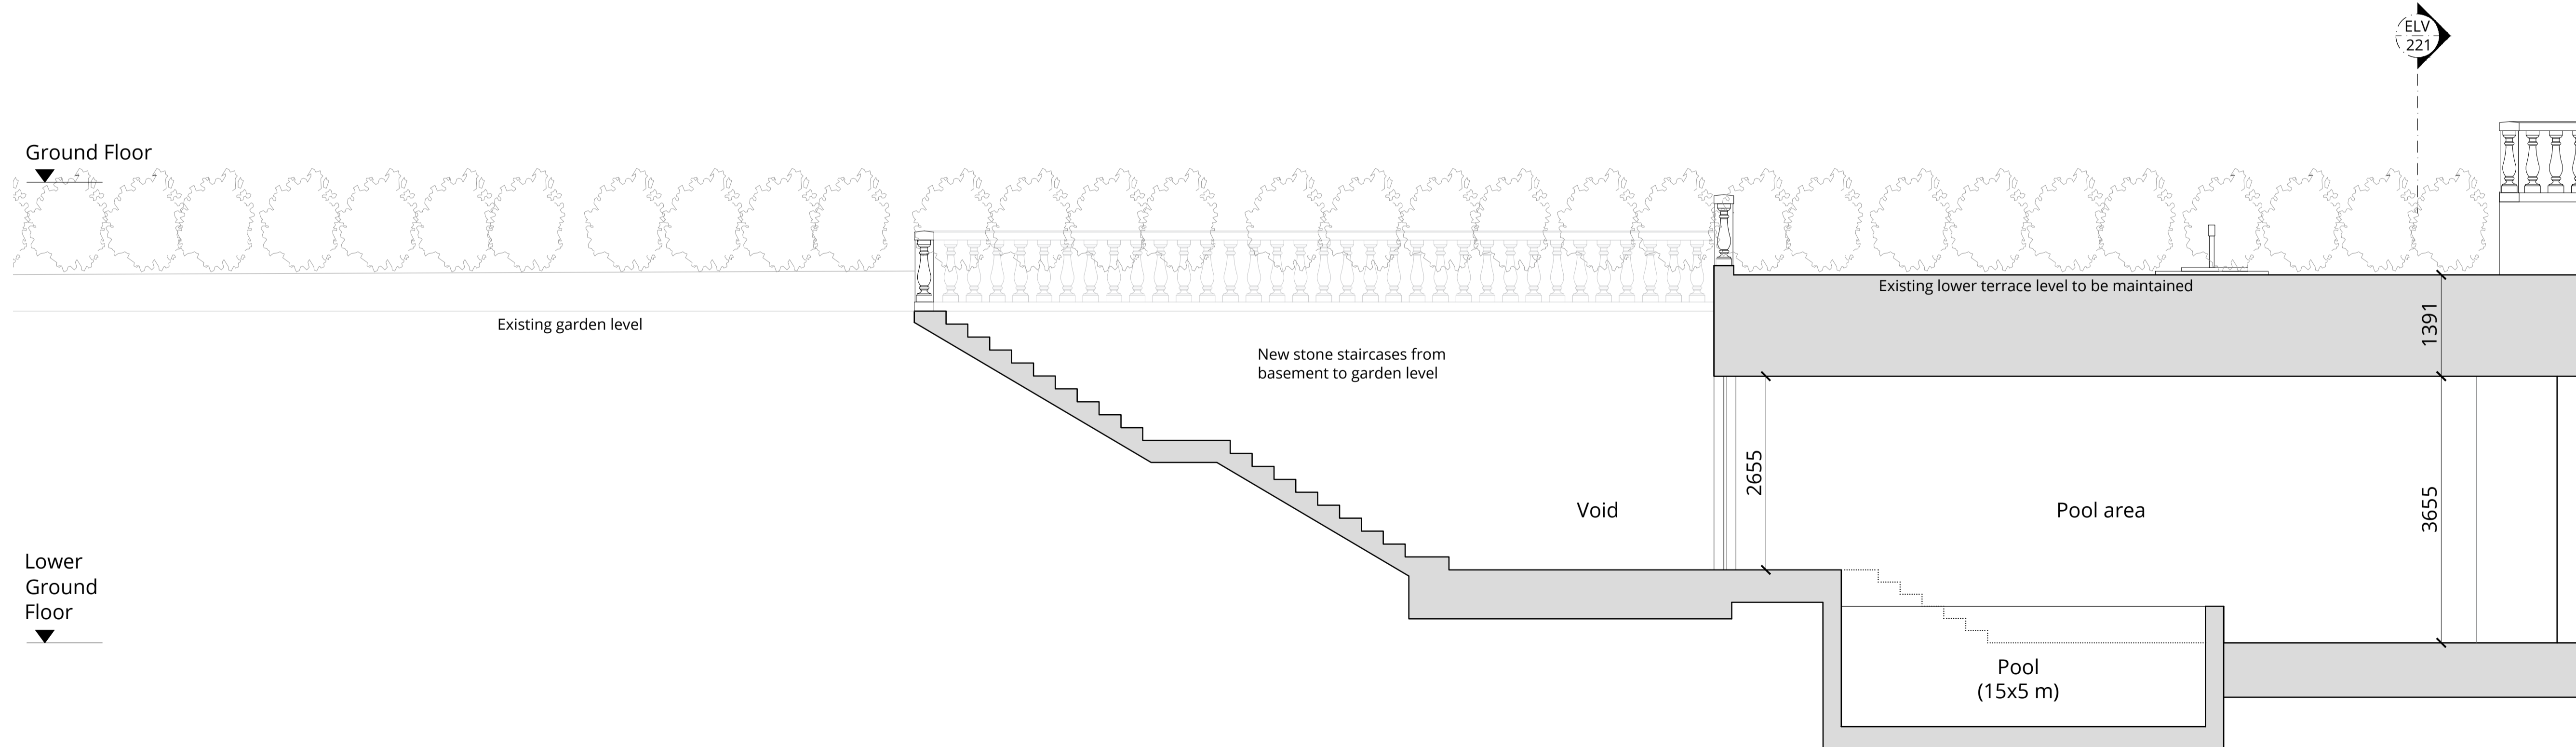 ELV
221
Ground Floor
Existing garden level
New stone staircases from
basement to garden level
Existing lower terrace level to be maintained
1391
2655
3655
Void
Pool area
Lower
Ground
Floor
Pool
(15x5 m)